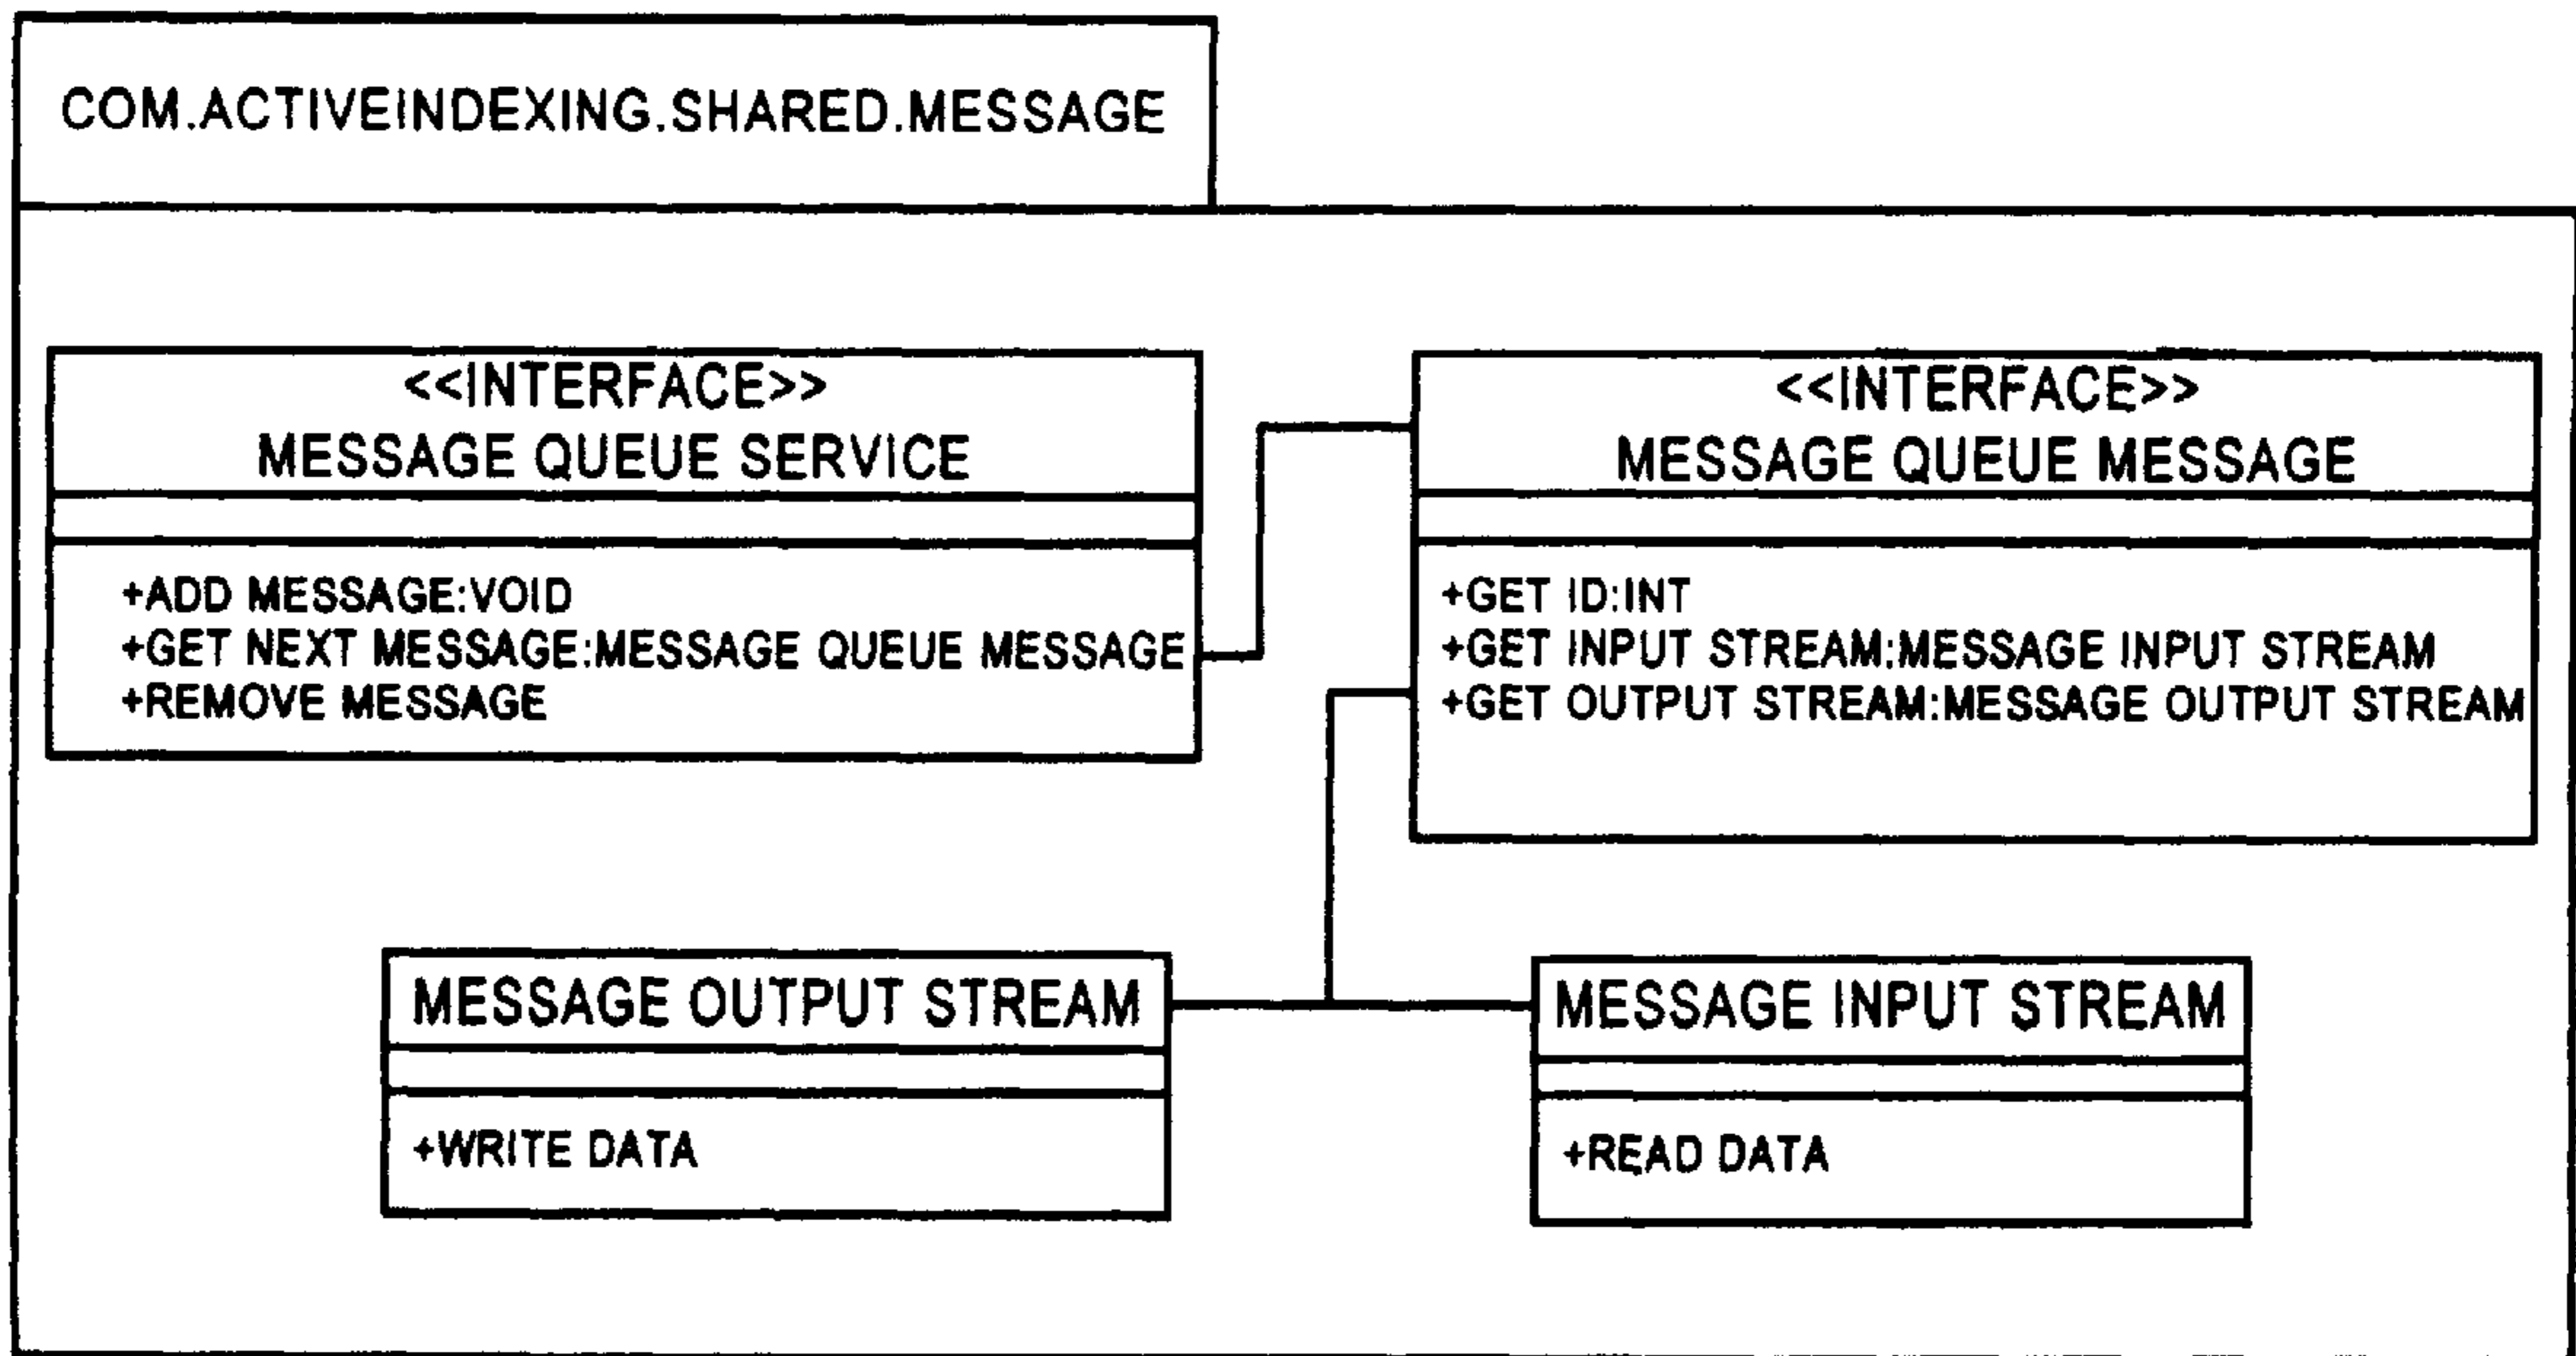 COM.ACTIVEINDEXING.SHARED.MESSAGE
<<INTERFACE>>
MESSAGE QUEUE SERVICE
+ADD MESSAGE:VOID
+GET NEXT MESSAGE:MESSAGE QUEUE MESSAGE
+REMOVE MESSAGE
<<INTERFACE>>
MESSAGE QUEUE MESSAGE
+GET ID:INT
+GET INPUT STREAM:MESSAGE INPUT STREAM
+GET OUTPUT STREAM:MESSAGE OUTPUT STREAM
MESSAGE OUTPUT STREAM
+WRITE DATA
MESSAGE INPUT STREAM
+READ DATA